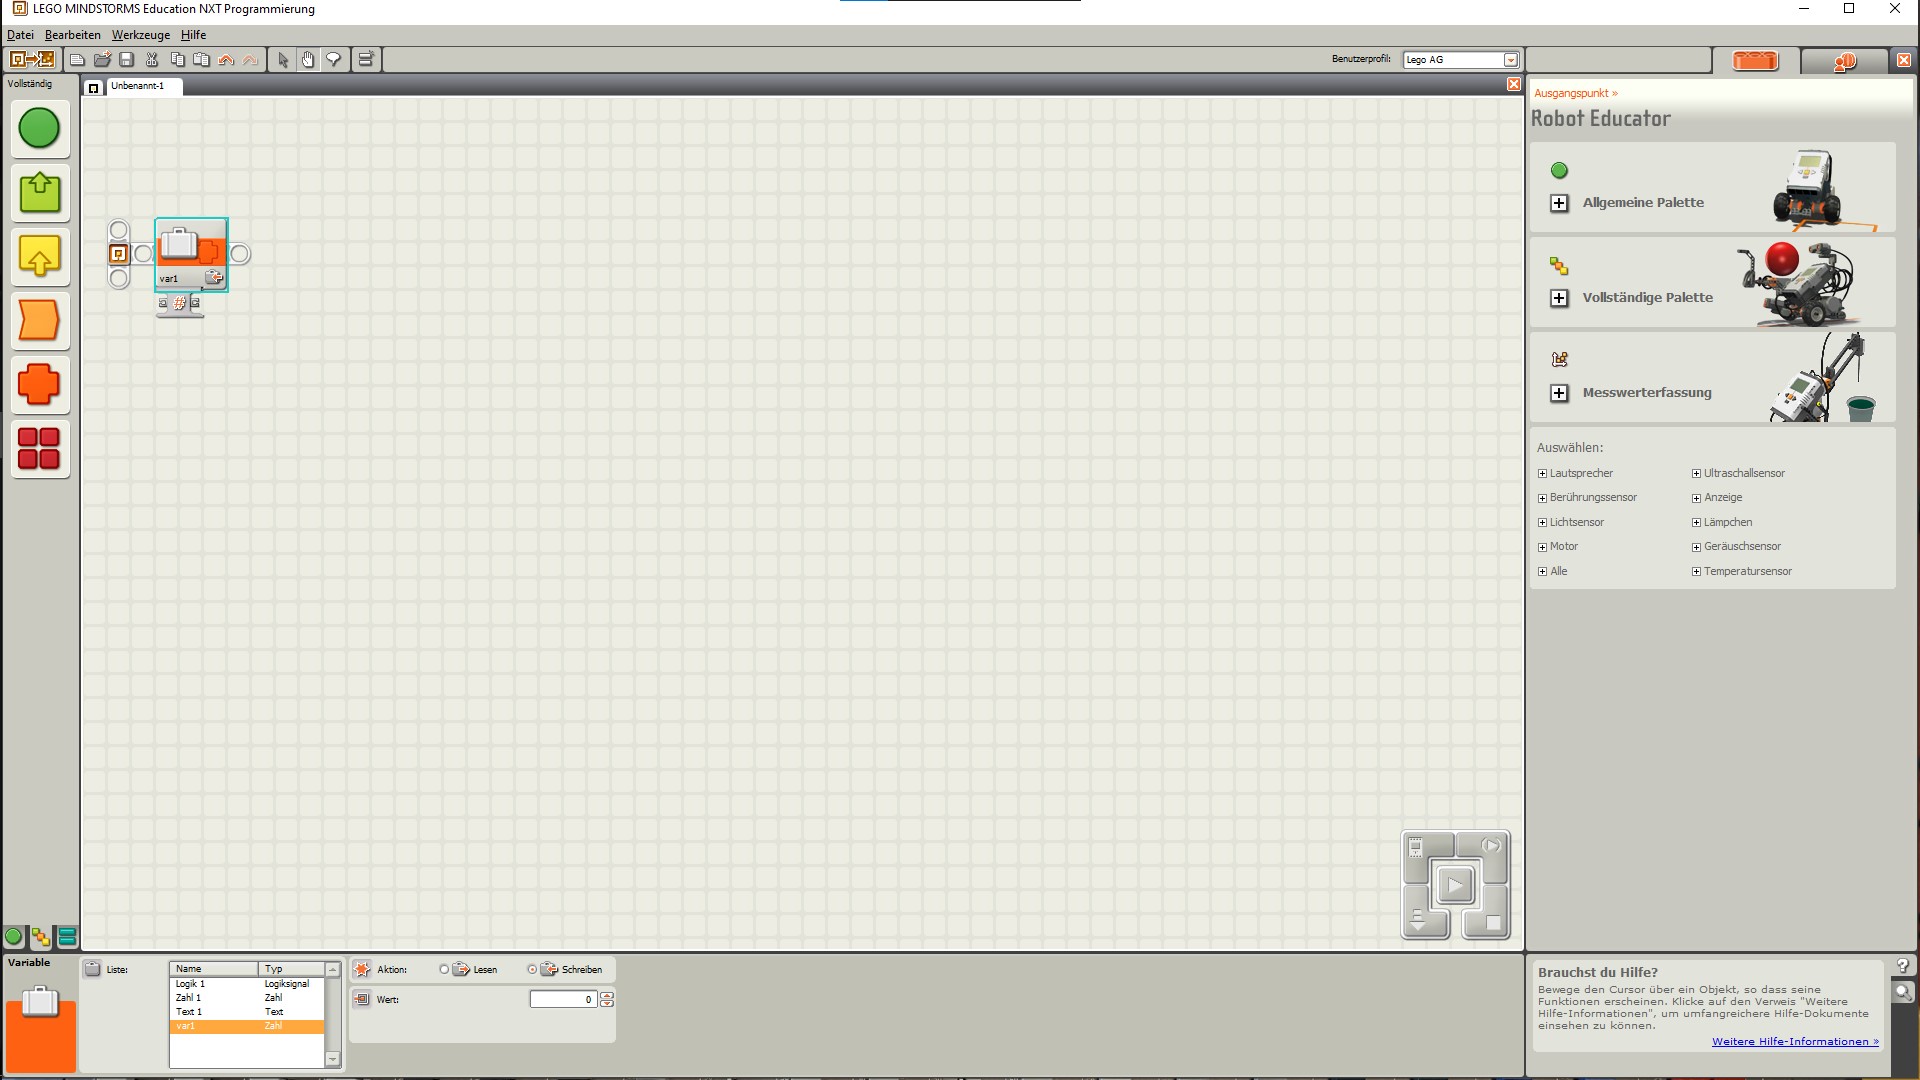 LEGO MINDSTORMS Education NXT Programmierung
Datei Bearbeiten Werkzeuge Hilfe
Benutzerprofil: Lego AG
Vollständig
Unbenannt-1
var1
#
Ausgangspunkt »
Robot Educator
Allgemeine Palette
Vollständige Palette
Messwerterfassung
Auswählen:
Lautsprecher Ultraschallsensor
Berührungssensor Anzeige
Lichtsensor Lämpchen
Motor Geräuschsensor
Alle Temperatursensor
Variable
Liste:
Name Typ
Logik 1 Logiksignal
Zahl 1 Zahl
Text 1 Text
var1 Zahl
Aktion: Lesen Schreiben
Wert: 0
Brauchst du Hilfe?
Bewege den Cursor über ein Objekt, so dass seine
Funktionen erscheinen. Klicke auf den Verweis "Weitere
Hilfe-Informationen", um umfangreichere Hilfe-Dokumente
einsehen zu können.
Weitere Hilfe-Informationen »
?